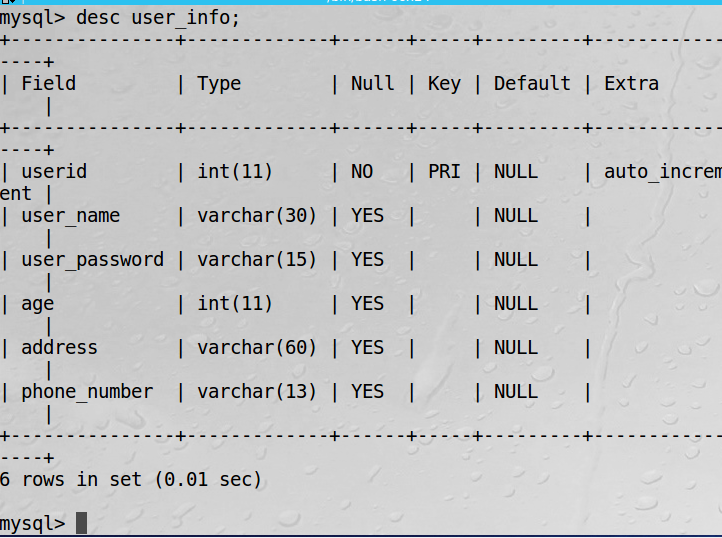 mysql> desc user_info;
+---------------+-------------+------+-----+---------+------------
----+
| Field         | Type        | Null | Key | Default | Extra
    |
+---------------+-------------+------+-----+---------+------------
----+
| userid        | int(11)     | NO   | PRI | NULL    | auto_increm
ent |
| user_name     | varchar(30) | YES  |     | NULL    |
    |
| user_password | varchar(15) | YES  |     | NULL    |
    |
| age           | int(11)     | YES  |     | NULL    |
    |
| address       | varchar(60) | YES  |     | NULL    |
    |
| phone_number  | varchar(13) | YES  |     | NULL    |
    |
+---------------+-------------+------+-----+---------+------------
----+
6 rows in set (0.01 sec)
mysql>